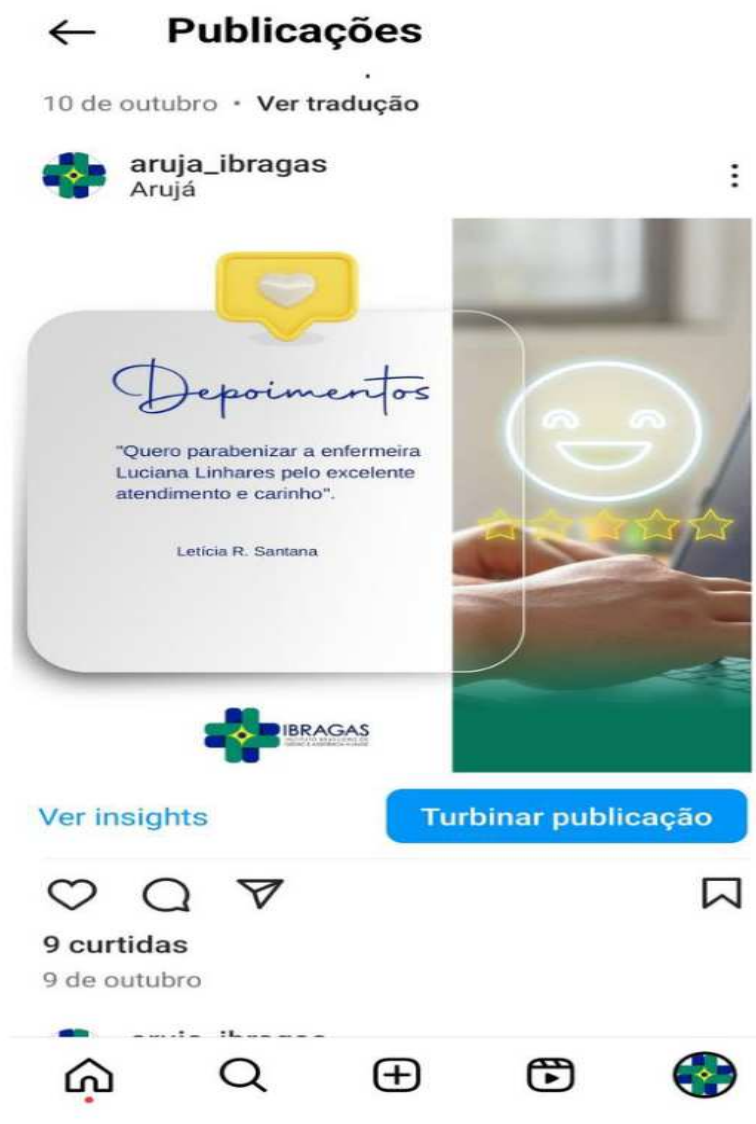 Publicações
10 de outubro • Ver tradução
aruja_ibragas
Arujá
Depoimentos
"Quero parabenizar a enfermeira
Luciana Linhares pelo excelente
atendimento e carinho".
Letícia R. Santana
IBRAGAS
Ver insights
Turbinar publicação
9 curtidas
9 de outubro